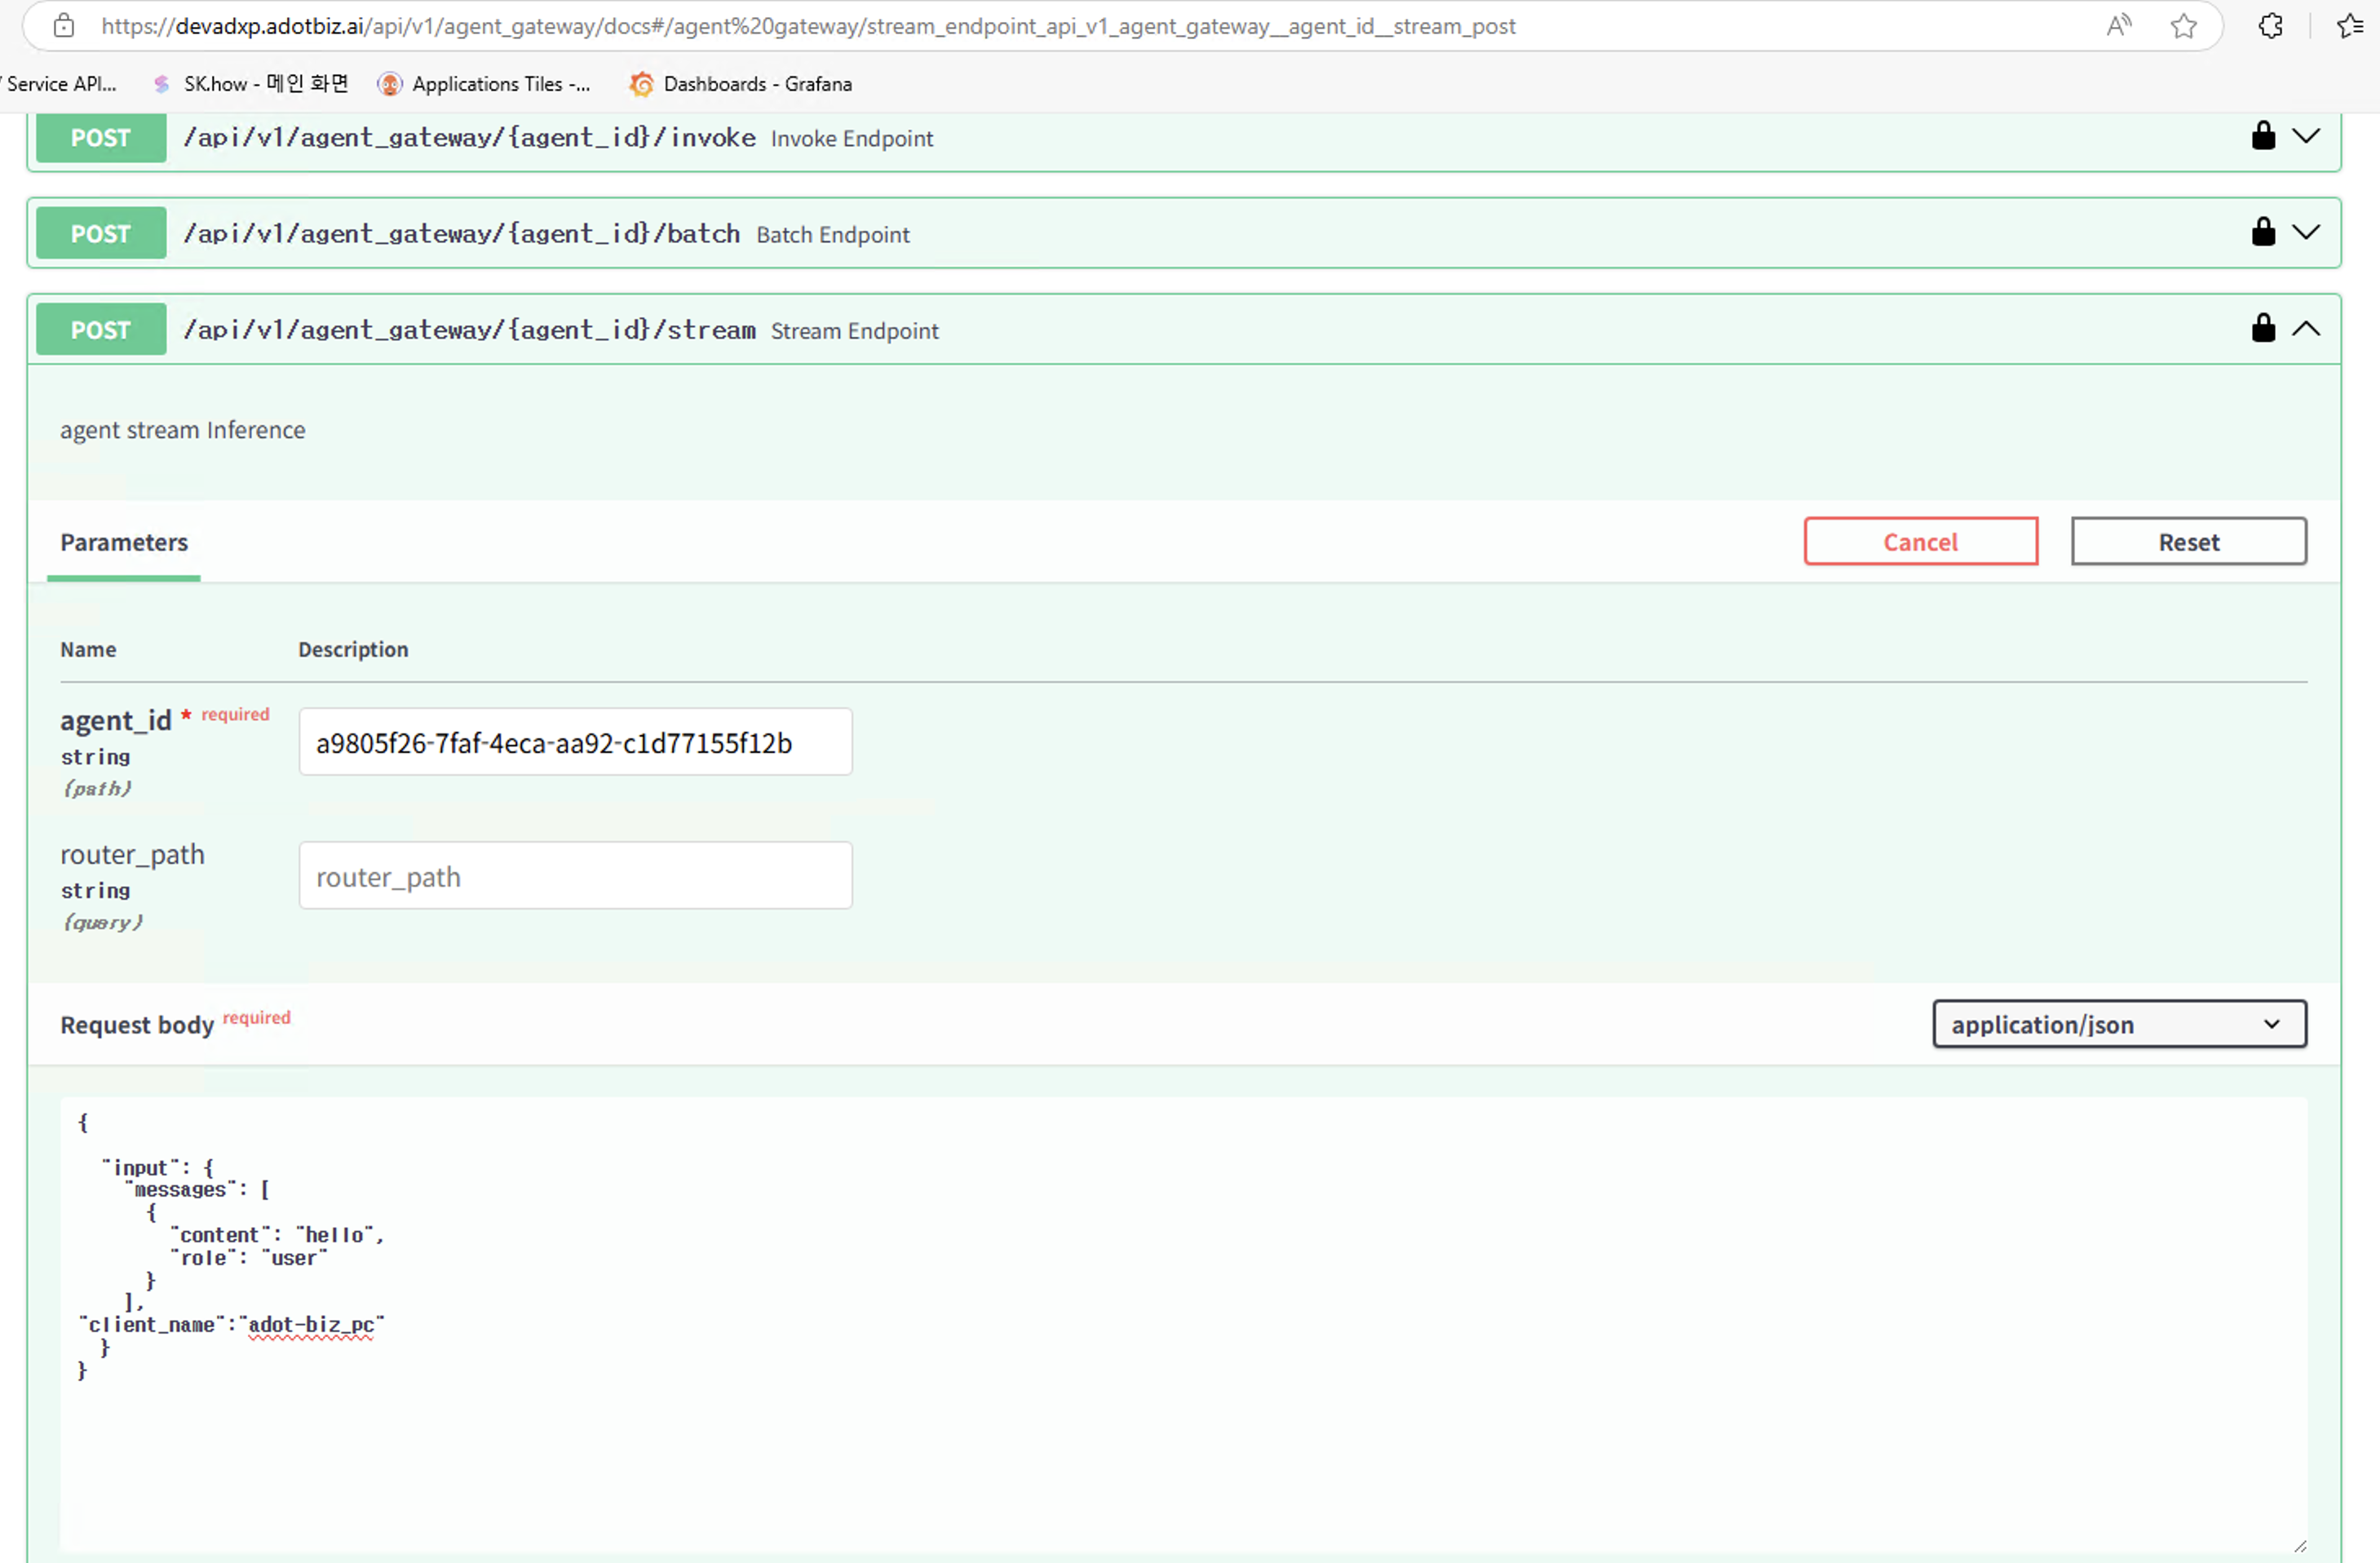 https://devadxp.adotbiz.ai/api/v1/agent_gateway/docs#/agent%20gateway/stream_endpoint_api_v1_agent_gateway__agent_id__stream_post
Service API... SK.how - 메인 화면 Applications Tiles -... Dashboards - Grafana
POST /api/v1/agent_gateway/{agent_id}/invoke Invoke Endpoint
POST /api/v1/agent_gateway/{agent_id}/batch Batch Endpoint
POST /api/v1/agent_gateway/{agent_id}/stream Stream Endpoint
agent stream Inference
Parameters Cancel Reset
Name Description
agent_id * required
string
(path)
a9805f26-7faf-4eca-aa92-c1d77155f12b
router_path
string
(query)
router_path
Request body required application/json
{
"input": {
"messages": [
{
"content": "hello",
"role": "user"
}
],
"client_name":"adot-biz_pc"
}
}